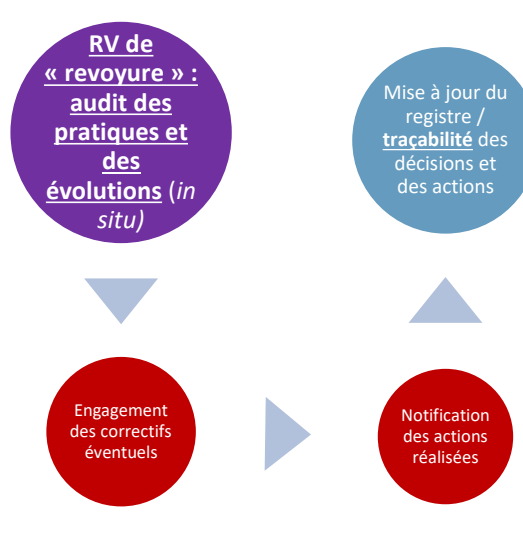 RV de
« revoyure » :
audit des
pratiques et
des
évolutions (in
situ)
Engagement
des correctifs
éventuels
Notification
des actions
réalisées
Mise à jour du
registre /
traçabilité des
décisions et
des actions